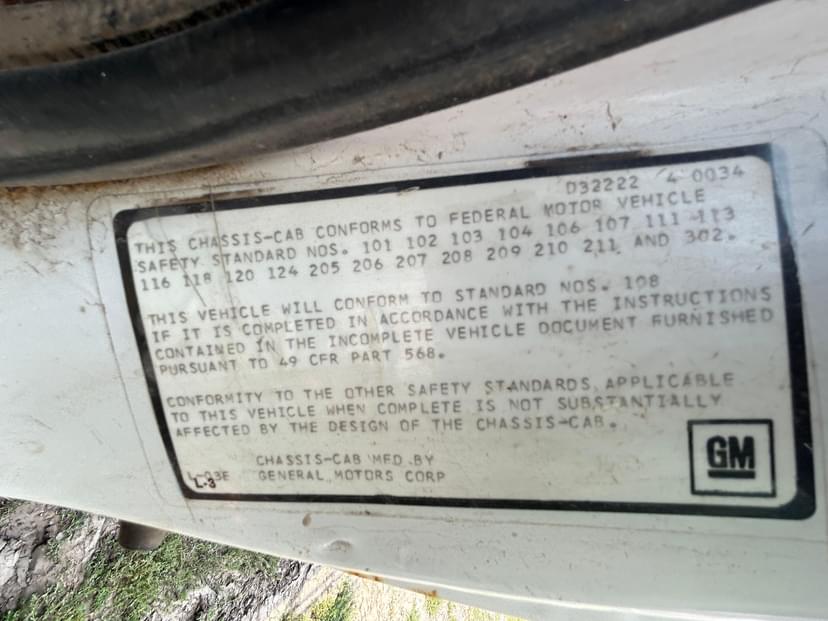 D32222 4 0034
THIS CHASSIS-CAB CONFORMS TO FEDERAL MOTOR VEHICLE
SAFETY STANDARD NOS. 101 102 103 104 106 107 111 113
116 118 120 124 205 206 207 208 209 210 211 AND 302.
THIS VEHICLE WILL CONFORM TO STANDARD NOS. 108
IF IT IS COMPLETED IN ACCORDANCE WITH THE INSTRUCTIONS
CONTAINED IN THE INCOMPLETE VEHICLE DOCUMENT FURNISHED
PURSUANT TO 49 CFR PART 568.
CONFORMITY TO THE OTHER SAFETY STANDARDS APPLICABLE
TO THIS VEHICLE WHEN COMPLETE IS NOT SUBSTANTIALLY
AFFECTED BY THE DESIGN OF THE CHASSIS-CAB.
CHASSIS-CAB MFD BY
GENERAL MOTORS CORP
L-3
GM